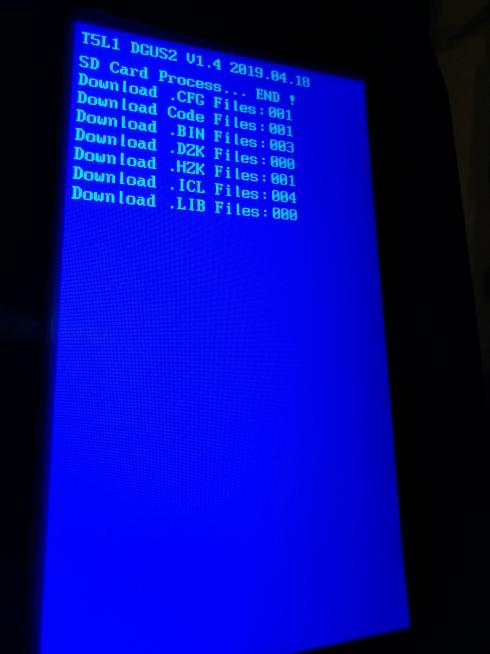 T5L1 DGUS2 V1.4 2019.04.18
SD Card Process... END !
Download .CFG Files:001
Download Code Files:001
Download .BIN Files:003
Download .DZK Files:000
Download .HZK Files:001
Download .ICL Files:004
Download .LIB Files:000